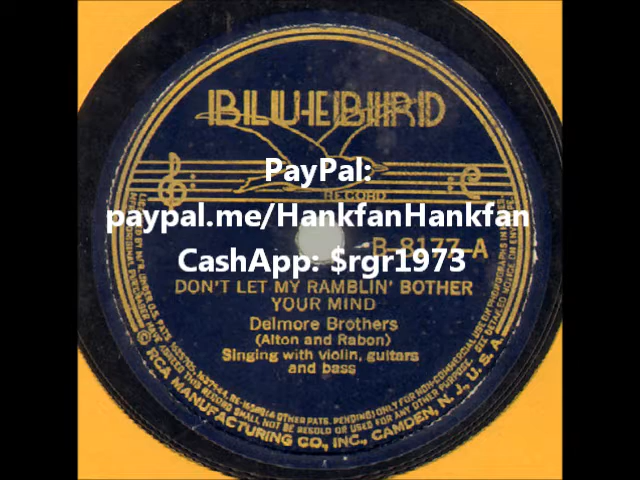 BLUEBIRD
RECORD
PayPal:
paypal.me/HankfanHankfan
CashApp: $rgr1973
B-8177-A
DON'T LET MY RAMBLIN' BOTHER
YOUR MIND
Delmore Brothers
(Alton and Rabon)
Singing with violin, guitars
and bass
© RCA MANUFACTURING CO., INC., CAMDEN, N. J., U. S. A.